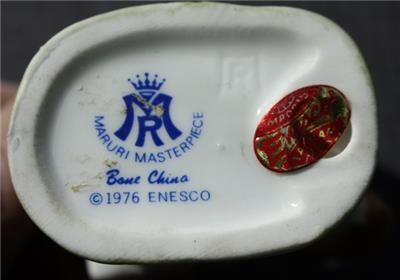 MR
MARURI MASTERPIECE
Bone China
©1976 ENESCO